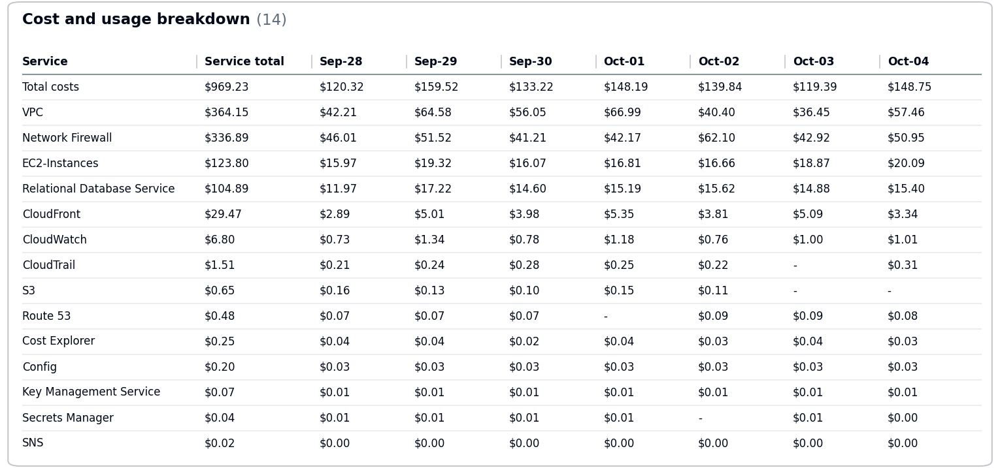 Cost and usage breakdown (14)
Service Service total Sep-28 Sep-29 Sep-30 Oct-01 Oct-02 Oct-03 Oct-04
Total costs $969.23 $120.32 $159.52 $133.22 $148.19 $139.84 $119.39 $148.75
VPC $364.15 $42.21 $64.58 $56.05 $66.99 $40.40 $36.45 $57.46
Network Firewall $336.89 $46.01 $51.52 $41.21 $42.17 $62.10 $42.92 $50.95
EC2-Instances $123.80 $15.97 $19.32 $16.07 $16.81 $16.66 $18.87 $20.09
Relational Database Service $104.89 $11.97 $17.22 $14.60 $15.19 $15.62 $14.88 $15.40
CloudFront $29.47 $2.89 $5.01 $3.98 $5.35 $3.81 $5.09 $3.34
CloudWatch $6.80 $0.73 $1.34 $0.78 $1.18 $0.76 $1.00 $1.01
CloudTrail $1.51 $0.21 $0.24 $0.28 $0.25 $0.22 - $0.31
S3 $0.65 $0.16 $0.13 $0.10 $0.15 $0.11 - -
Route 53 $0.48 $0.07 $0.07 $0.07 - $0.09 $0.09 $0.08
Cost Explorer $0.25 $0.04 $0.04 $0.02 $0.04 $0.03 $0.04 $0.03
Config $0.20 $0.03 $0.03 $0.03 $0.03 $0.03 $0.03 $0.03
Key Management Service $0.07 $0.01 $0.01 $0.01 $0.01 $0.01 $0.01 $0.01
Secrets Manager $0.04 $0.01 $0.01 $0.01 $0.01 - $0.01 $0.00
SNS $0.02 $0.00 $0.00 $0.00 $0.00 $0.00 $0.00 $0.00